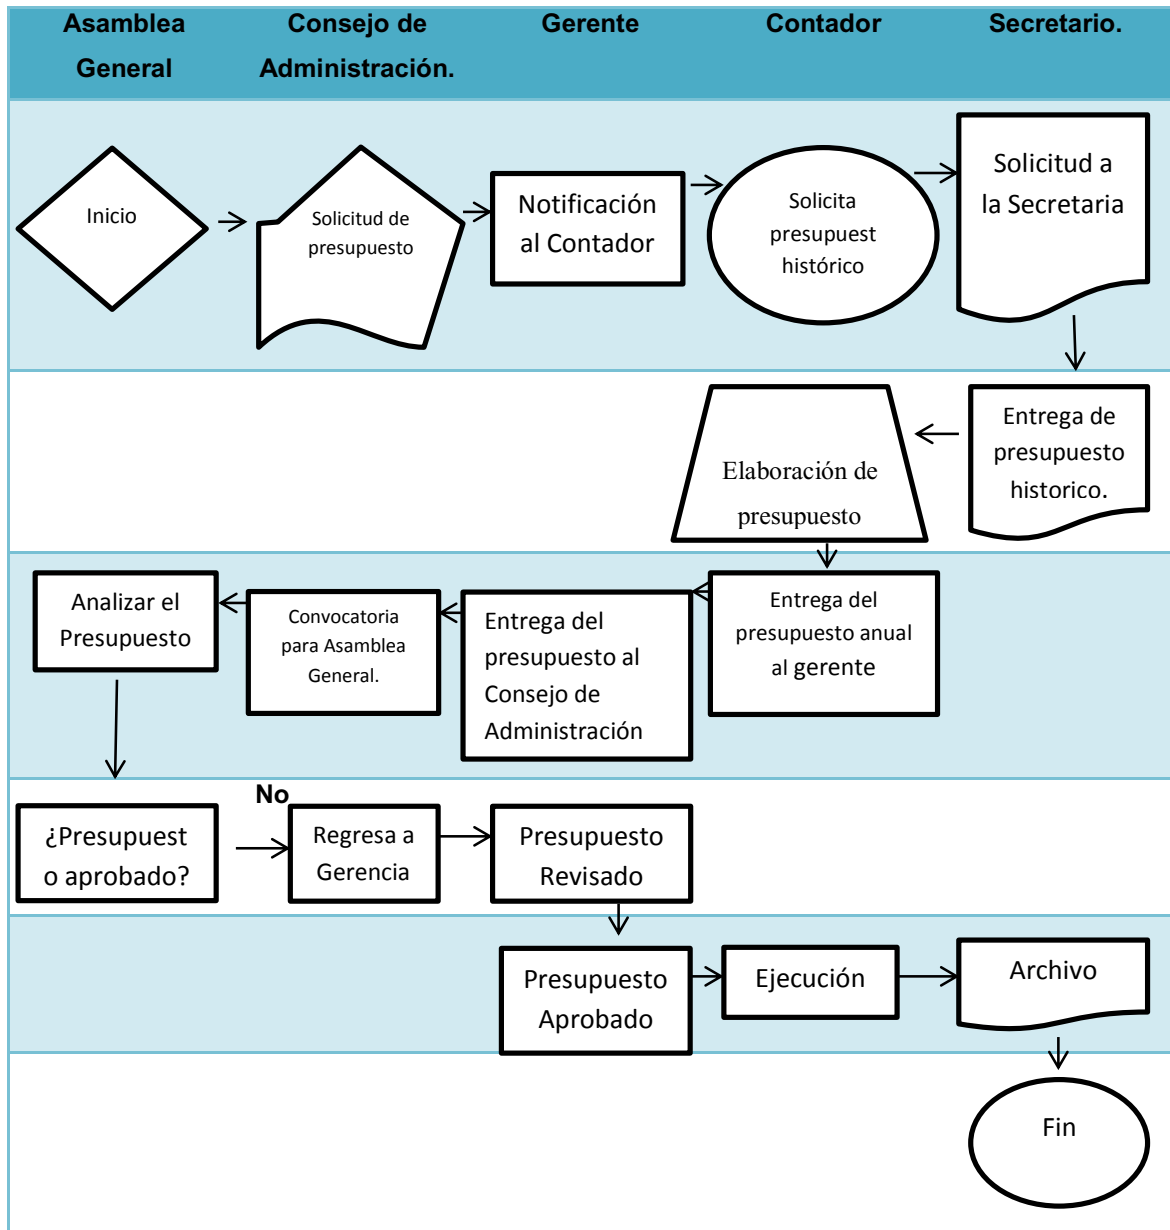 Asamblea
General
Consejo de
Administración.
Gerente
Contador
Secretario.
Inicio
Solicitud de
presupuesto
Notificación
al Contador
Solicita
presupuest
histórico
Solicitud a
la Secretaria
Elaboración de
presupuesto
Entrega de
presupuesto
historico.
Analizar el
Presupuesto
Convocatoria
para Asamblea
General.
Entrega del
presupuesto al
Consejo de
Administración
Entrega del
presupuesto anual
al gerente
¿Presupuest
o aprobado?
No
Regresa a
Gerencia
Presupuesto
Revisado
Presupuesto
Aprobado
Ejecución
Archivo
Fin